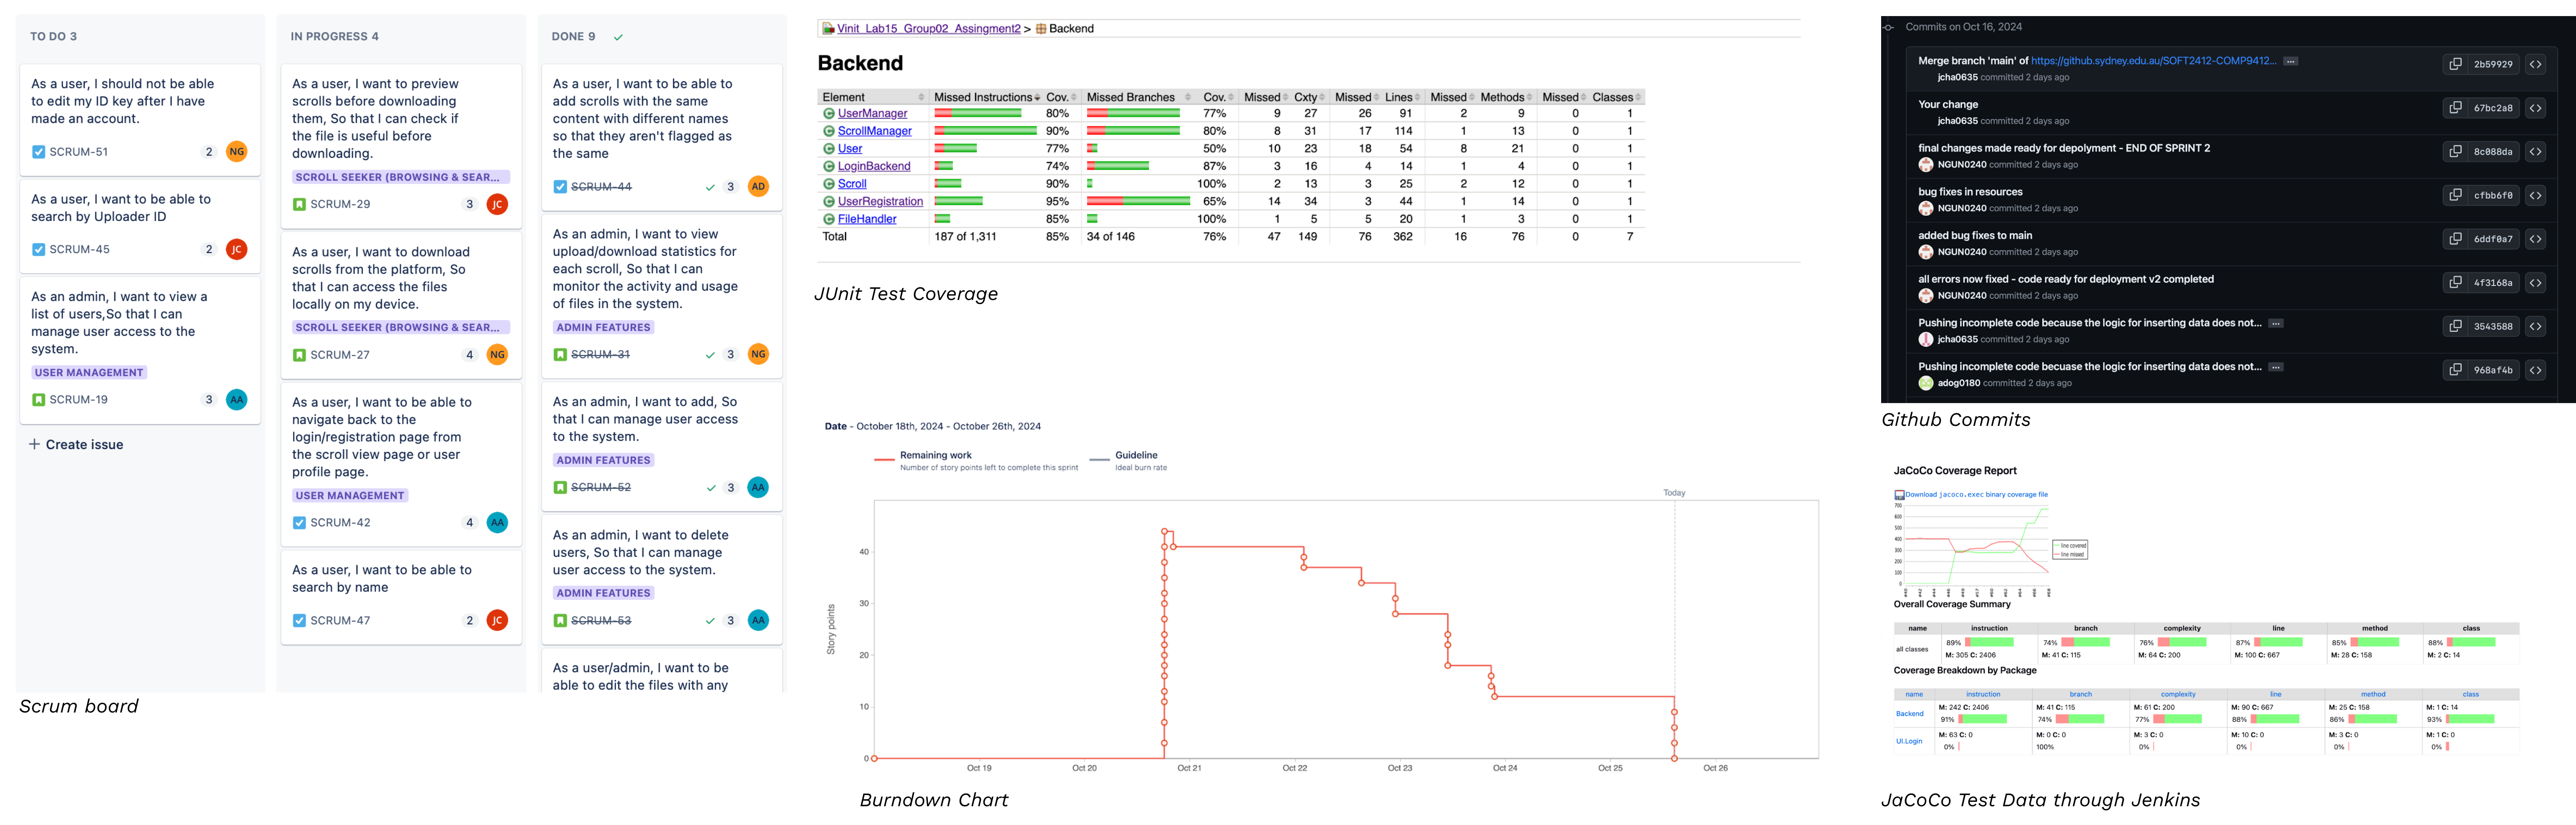 TO DO 3
As a user, I should not be able
to edit my ID key after I have
made an account.
SCRUM-51
2
NG
As a user, I want to be able to
search by Uploader ID
SCRUM-45
2
JC
As an admin, I want to view a
list of users,So that I can
manage user access to the
system.
USER MANAGEMENT
SCRUM-19
3
AA
+ Create issue
IN PROGRESS 4
As a user, I want to preview
scrolls before downloading
them, So that I can check if
the file is useful before
downloading.
SCROLL SEEKER (BROWSING & SEAR...
SCRUM-29
3
JC
As a user, I want to download
scrolls from the platform, So
that I can access the files
locally on my device.
SCROLL SEEKER (BROWSING & SEAR...
SCRUM-27
4
NG
As a user, I want to be able to
navigate back to the
login/registration page from
the scroll view page or user
profile page.
USER MANAGEMENT
SCRUM-42
4
AA
As a user, I want to be able to
search by name
SCRUM-47
2
JC
DONE 9
As a user, I want to be able to
add scrolls with the same
content with different names
so that they aren't flagged as
the same
SCRUM-44
3
AD
As an admin, I want to view
upload/download statistics for
each scroll, So that I can
monitor the activity and usage
of files in the system.
ADMIN FEATURES
SCRUM-31
3
NG
As an admin, I want to add, So
that I can manage user access
to the system.
ADMIN FEATURES
SCRUM-52
3
AA
As an admin, I want to delete
users, So that I can manage
user access to the system.
ADMIN FEATURES
SCRUM-53
3
AA
As a user/admin, I want to be
able to edit the files with any
Scrum board
Vinit_Lab15_Group02_Assingment2 > Backend
Backend
Element Missed Instructions Cov. Missed Branches Cov. Missed Cxty Missed Lines Missed Methods Missed Classes
UserManager 80% 77% 9 27 26 91 2 9 0 1
ScrollManager 90% 80% 8 31 17 114 1 13 0 1
User 77% 50% 10 23 18 54 8 21 0 1
LoginBackend 74% 87% 3 16 4 14 1 4 0 1
Scroll 90% 100% 2 13 3 25 2 12 0 1
UserRegistration 95% 65% 14 34 3 44 1 14 0 1
FileHandler 85% 100% 1 5 5 20 1 3 0 1
Total 187 of 1,311 85% 34 of 146 76% 47 149 76 362 16 76 0 7
JUnit Test Coverage
Date - October 18th, 2024 - October 26th, 2024
Remaining work
Number of story points left to complete this sprint
Guideline
Ideal burn rate
Today
Story points
40
30
20
10
0
Oct 19 Oct 20 Oct 21 Oct 22 Oct 23 Oct 24 Oct 25 Oct 26
Burndown Chart
Commits on Oct 16, 2024
Merge branch 'main' of https://github.sydney.edu.au/SOFT2412-COMP9412... ...
jcha0635 committed 2 days ago
2b59929
Your change
jcha0635 committed 2 days ago
67bc2a8
final changes made ready for depolyment - END OF SPRINT 2
NGUN0240 committed 2 days ago
8c088da
bug fixes in resources
NGUN0240 committed 2 days ago
cfbb6f0
added bug fixes to main
NGUN0240 committed 2 days ago
6ddf0a7
all errors now fixed - code ready for deployment v2 completed
NGUN0240 committed 2 days ago
4f3168a
Pushing incomplete code because the logic for inserting data does not... ...
jcha0635 committed 2 days ago
3543588
Pushing incomplete code becuase the logic for inserting data does not... ...
adog0180 committed 2 days ago
968af4b
Github Commits
JaCoCo Coverage Report
Download jacoco.exec binary coverage file
700
600
500
400
300
200
100
0
line covered
line missed
Overall Coverage Summary
name instruction branch complexity line method class
all classes
89% 74% 76% 87% 85% 88%
M: 305 C: 2406 M: 41 C: 115 M: 64 C: 200 M: 100 C: 667 M: 28 C: 158 M: 2 C: 14
Coverage Breakdown by Package
name instruction branch complexity line method class
Backend
M: 242 C: 2406 M: 41 C: 115 M: 61 C: 200 M: 90 C: 667 M: 25 C: 158 M: 1 C: 14
91% 74% 77% 88% 86% 93%
UI.Login
M: 63 C: 0 M: 0 C: 0 M: 3 C: 0 M: 10 C: 0 M: 3 C: 0 M: 1 C: 0
0% 100% 0% 0% 0% 0%
JaCoCo Test Data through Jenkins